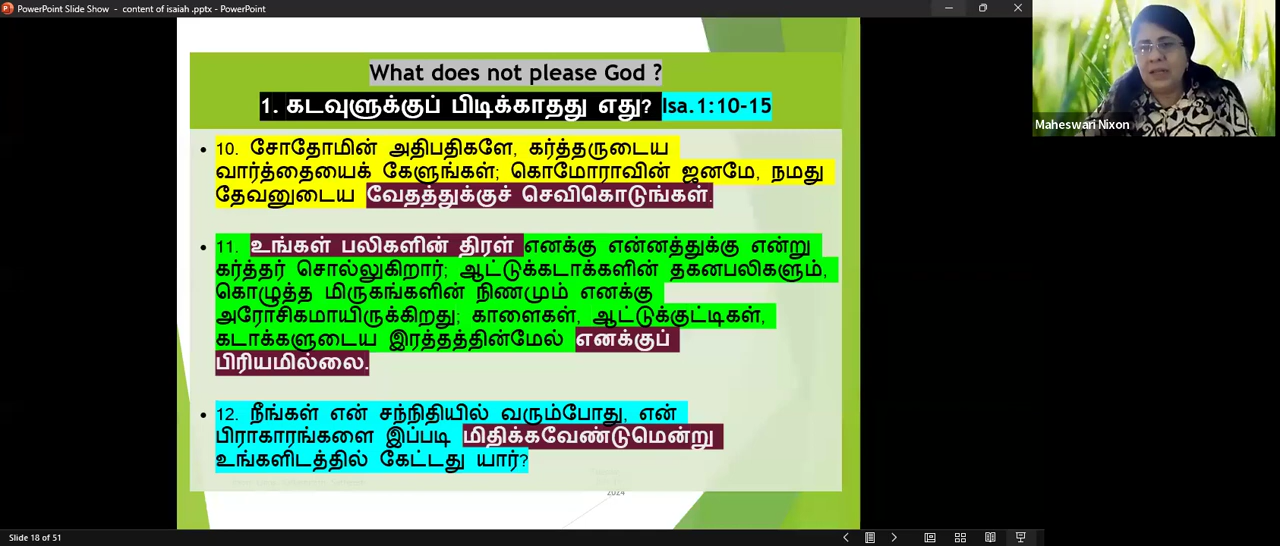 PowerPoint Slide Show - content of isaiah .pptx - PowerPoint
What does not please God ?
1. கடவுளுக்குப் பிடிக்காதது எது? Isa.1:10-15
10. சோதோமின் அதிபதிகளே, கர்த்தருடைய
வார்த்தையைக் கேளுங்கள்; கொமோராவின் ஜனமே, நமது
தேவனுடைய வேதத்துக்குச் செவிகொடுங்கள்.
11. உங்கள் பலிகளின் திரள் எனக்கு என்னத்துக்கு என்று
கர்த்தர் சொல்லுகிறார்; ஆட்டுக்கடாக்களின் தகனபலிகளும்,
கொழுத்த மிருகங்களின் நிணமும் எனக்கு
அரோசிகமாயிருக்கிறது; காளைகள், ஆட்டுக்குட்டிகள்,
கடாக்களுடைய இரத்தத்தின்மேல் எனக்குப்
பிரியமில்லை.
12. நீங்கள் என் சந்நிதியில் வரும்போது, என்
பிராகாரங்களை இப்படி மிதிக்கவேண்டுமென்று
உங்களிடத்தில் கேட்டது யார்?
2024
Maheswari Nixon
Slide 18 of 51